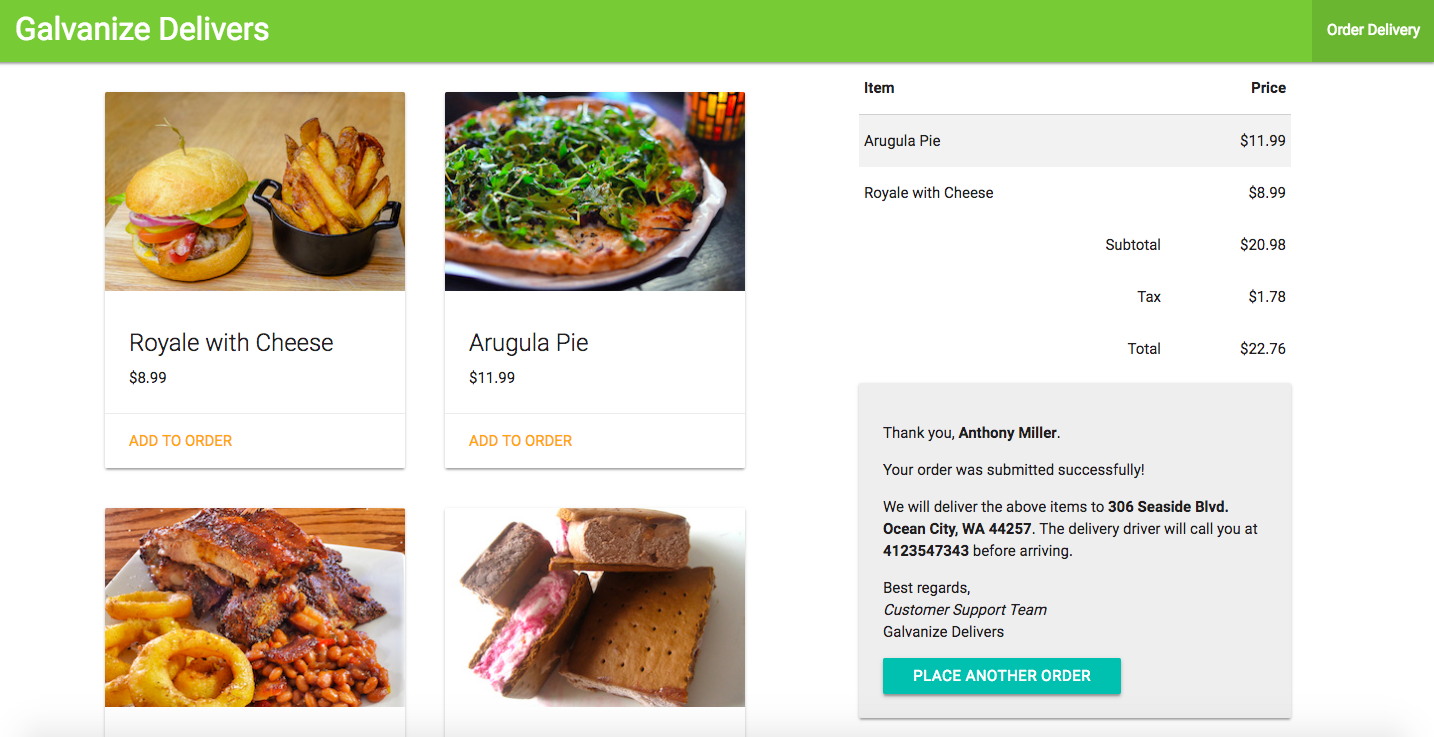 Galvanize Delivers
Order Delivery
Royale with Cheese
$8.99
ADD TO ORDER
Arugula Pie
$11.99
ADD TO ORDER
Item Price
Arugula Pie $11.99
Royale with Cheese $8.99
Subtotal $20.98
Tax $1.78
Total $22.76
Thank you, Anthony Miller.
Your order was submitted successfully!
We will deliver the above items to 306 Seaside Blvd.
Ocean City, WA 44257. The delivery driver will call you at
4123547343 before arriving.
Best regards,
Customer Support Team
Galvanize Delivers
PLACE ANOTHER ORDER